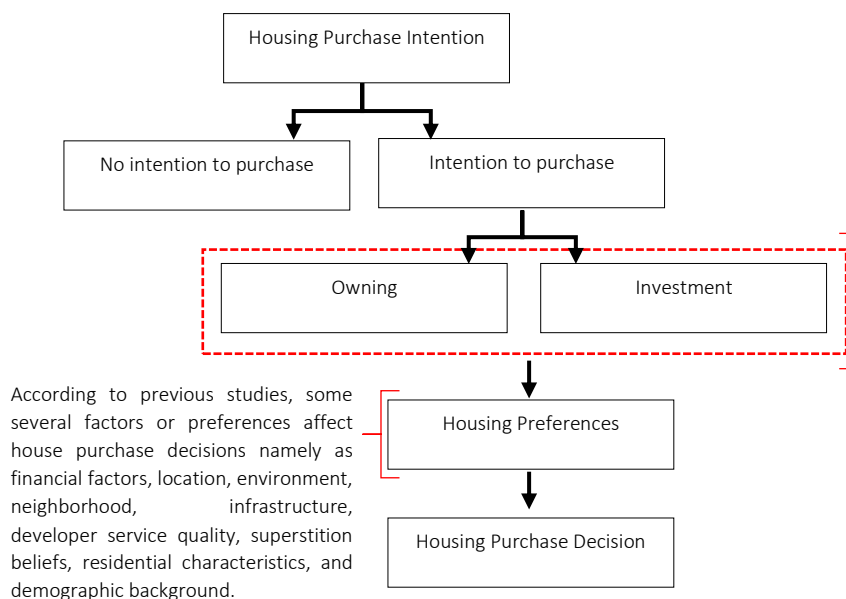 Housing Purchase Intention
No intention to purchase
Intention to purchase
Owning
Investment
According to previous studies, some
several factors or preferences affect
house purchase decisions namely as
financial factors, location, environment,
neighborhood, infrastructure,
developer service quality, superstition
beliefs, residential characteristics, and
demographic background.
Housing Preferences
Housing Purchase Decision